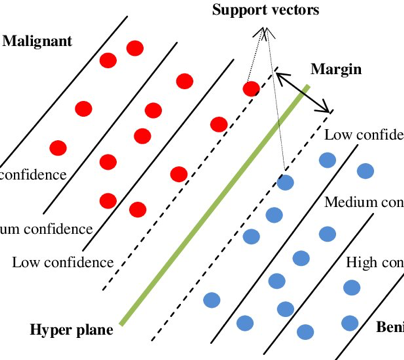 Support vectors
Malignant
Margin
Low confide
confidence
Medium con
um confidence
Low confidence
High con
Hyper plane
Beni